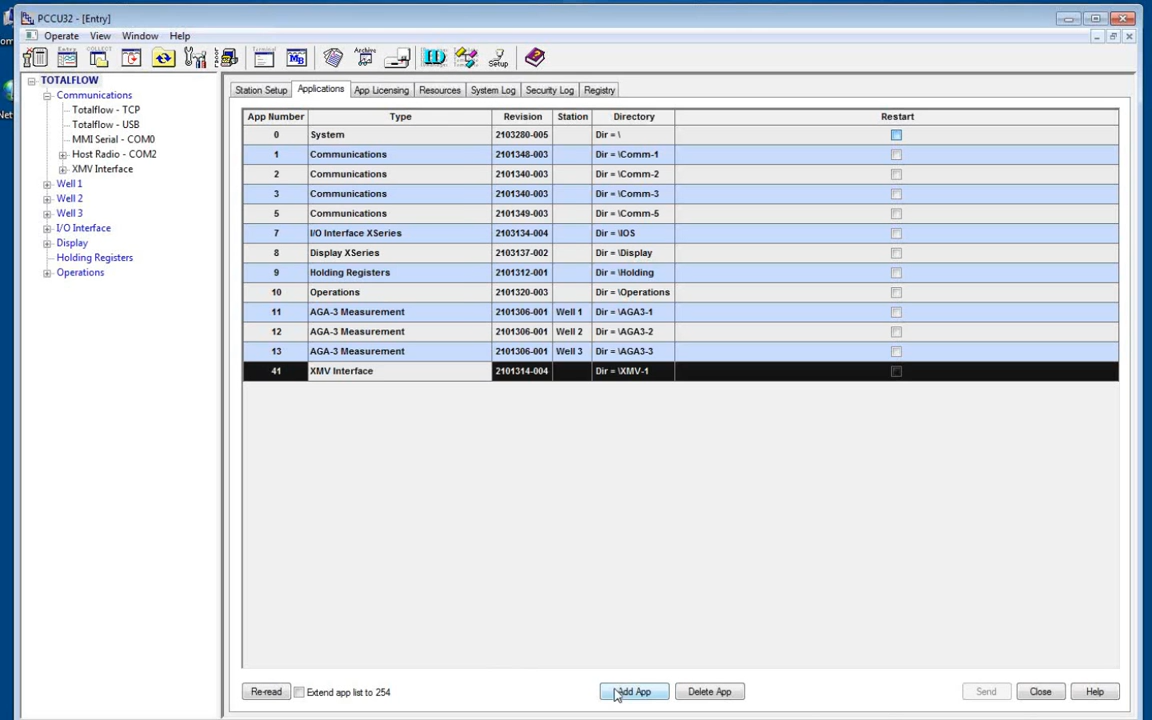 PCCU32 - [Entry]
Operate View Window Help
TOTALFLOW
Communications
Totalflow - TCP
Totalflow - USB
MMI Serial - COM0
Host Radio - COM2
XMV Interface
Well 1
Well 2
Well 3
I/O Interface
Display
Holding Registers
Operations
Station Setup Applications App Licensing Resources System Log Security Log Registry
App Number Type Revision Station Directory Restart
0 System 2103280-005 Dir = \
1 Communications 2101348-003 Dir = \Comm-1
2 Communications 2101340-003 Dir = \Comm-2
3 Communications 2101340-003 Dir = \Comm-3
5 Communications 2101349-003 Dir = \Comm-5
7 I/O Interface XSeries 2103134-004 Dir = \IOS
8 Display XSeries 2103137-002 Dir = \Display
9 Holding Registers 2101312-001 Dir = \Holding
10 Operations 2101320-003 Dir = \Operations
11 AGA-3 Measurement 2101306-001 Well 1 Dir = \AGA3-1
12 AGA-3 Measurement 2101306-001 Well 2 Dir = \AGA3-2
13 AGA-3 Measurement 2101306-001 Well 3 Dir = \AGA3-3
41 XMV Interface 2101314-004 Dir = \XMV-1
Re-read Extend app list to 254 Add App Delete App Send Close Help